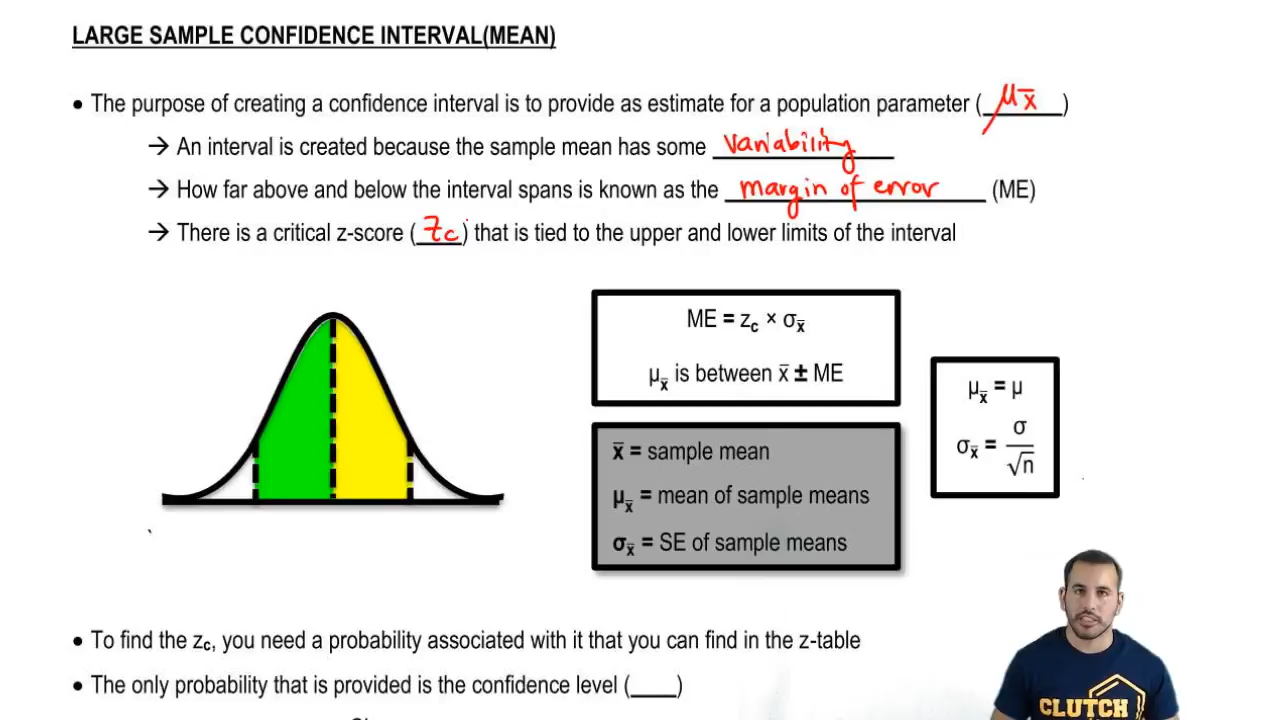 LARGE SAMPLE CONFIDENCE INTERVAL(MEAN)
• The purpose of creating a confidence interval is to provide as estimate for a population parameter (μx̄)
→ An interval is created because the sample mean has some variability
→ How far above and below the interval spans is known as the margin of error (ME)
→ There is a critical z-score (zc) that is tied to the upper and lower limits of the interval
ME = zc × σx̄
μx̄ is between x̄ ± ME
μx̄ = μ
σx̄ = σ/√n
x̄ = sample mean
μx̄ = mean of sample means
σx̄ = SE of sample means
• To find the zc, you need a probability associated with it that you can find in the z-table
• The only probability that is provided is the confidence level (____)
CLUTCH